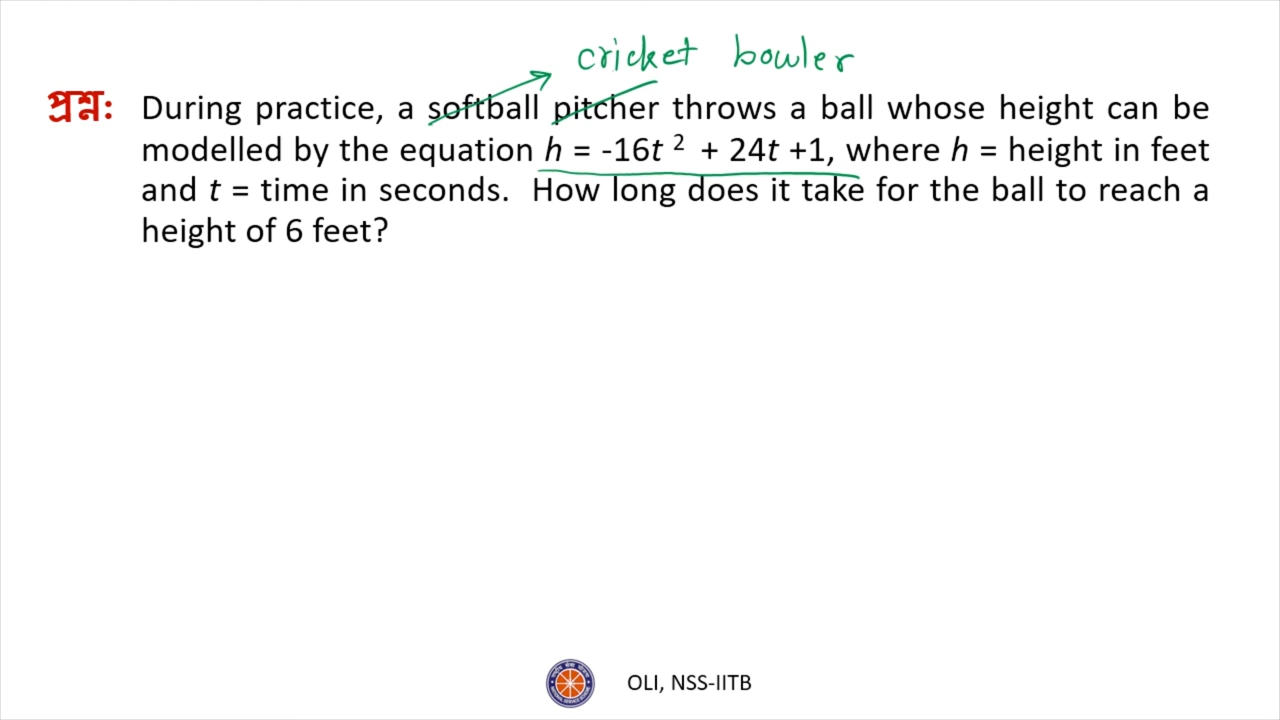 cricket bowler
প্রশ্ন: During practice, a softball pitcher throws a ball whose height can be
modelled by the equation h = -16t ² + 24t +1, where h = height in feet
and t = time in seconds. How long does it take for the ball to reach a
height of 6 feet?
OLI, NSS-IITB